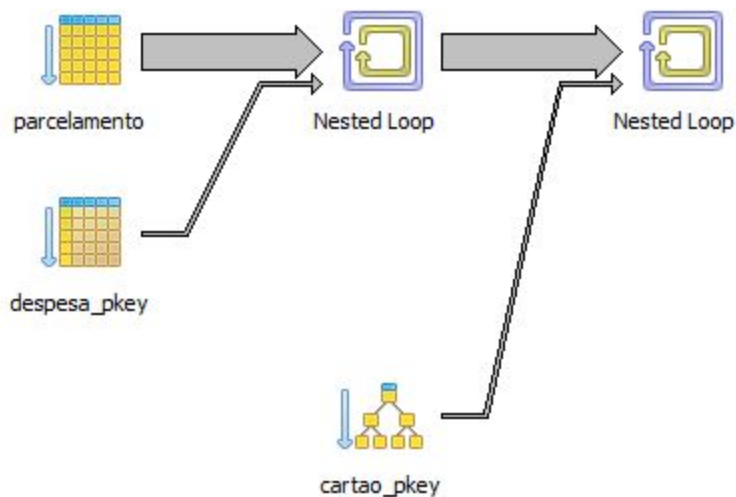 parcelamento
Nested Loop
Nested Loop
despesa_pkey
cartao_pkey